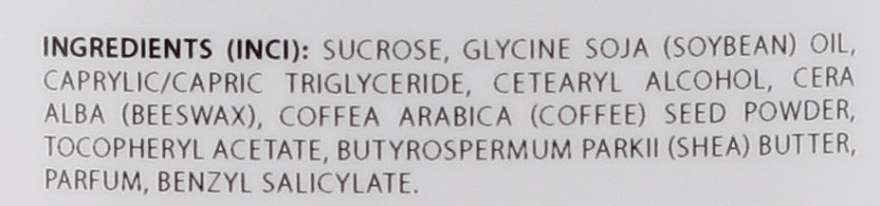 INGREDIENTS (INCI): SUCROSE, GLYCINE SOJA (SOYBEAN) OIL,
CAPRYLIC/CAPRIC TRIGLYCERIDE, CETEARYL ALCOHOL, CERA
ALBA (BEESWAX), COFFEA ARABICA (COFFEE) SEED POWDER,
TOCOPHERYL ACETATE, BUTYROSPERMUM PARKII (SHEA) BUTTER,
PARFUM, BENZYL SALICYLATE.